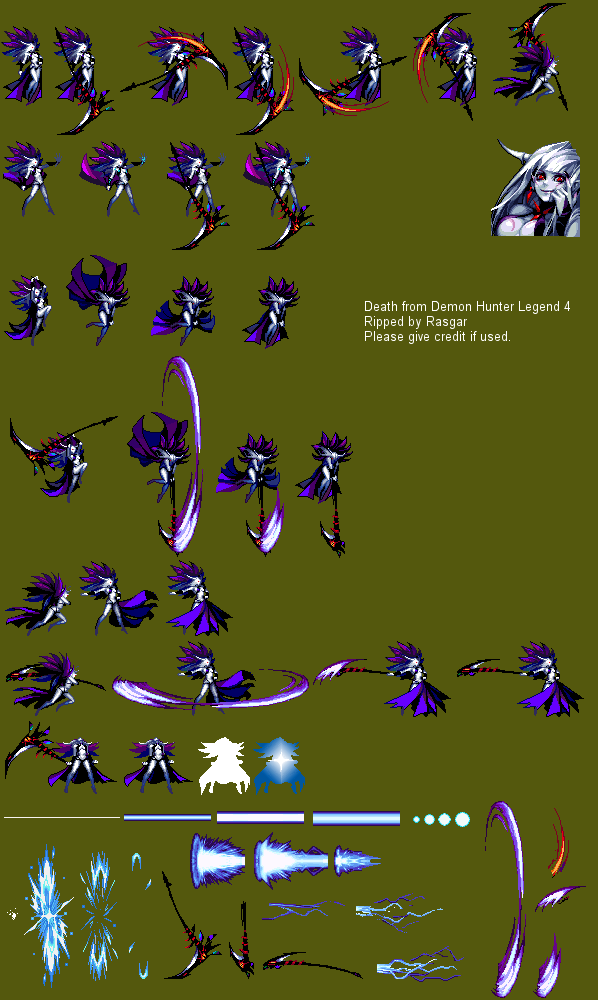 Death from Demon Hunter Legend 4
Ripped by Rasgar
Please give credit if used.